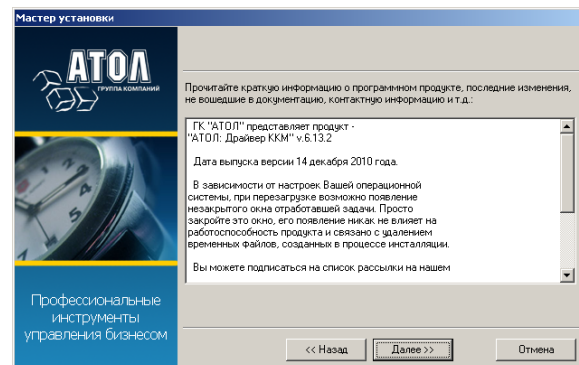 Мастер установки
АТОЛ
ГРУППА КОМПАНИЙ
Прочитайте краткую информацию о программном продукте, последние изменения,
не вошедшие в документацию, контактную информацию и т.д.:
ГК "АТОЛ" представляет продукт -
"АТОЛ: Драйвер ККМ" v.6.13.2
Дата выпуска версии 14 декабря 2010 года.
В зависимости от настроек Вашей операционной
системы, при перезагрузке возможно появление
незакрытого окна отработавшей задачи. Просто
закройте это окно, его появление никак не влияет на
работоспособность продукта и связано с удалением
временных файлов, созданных в процессе инсталляции.
Вы можете подписаться на список рассылки на нашем
Профессиональные
инструменты
управления бизнесом
<< Назад
Далее >>
Отмена